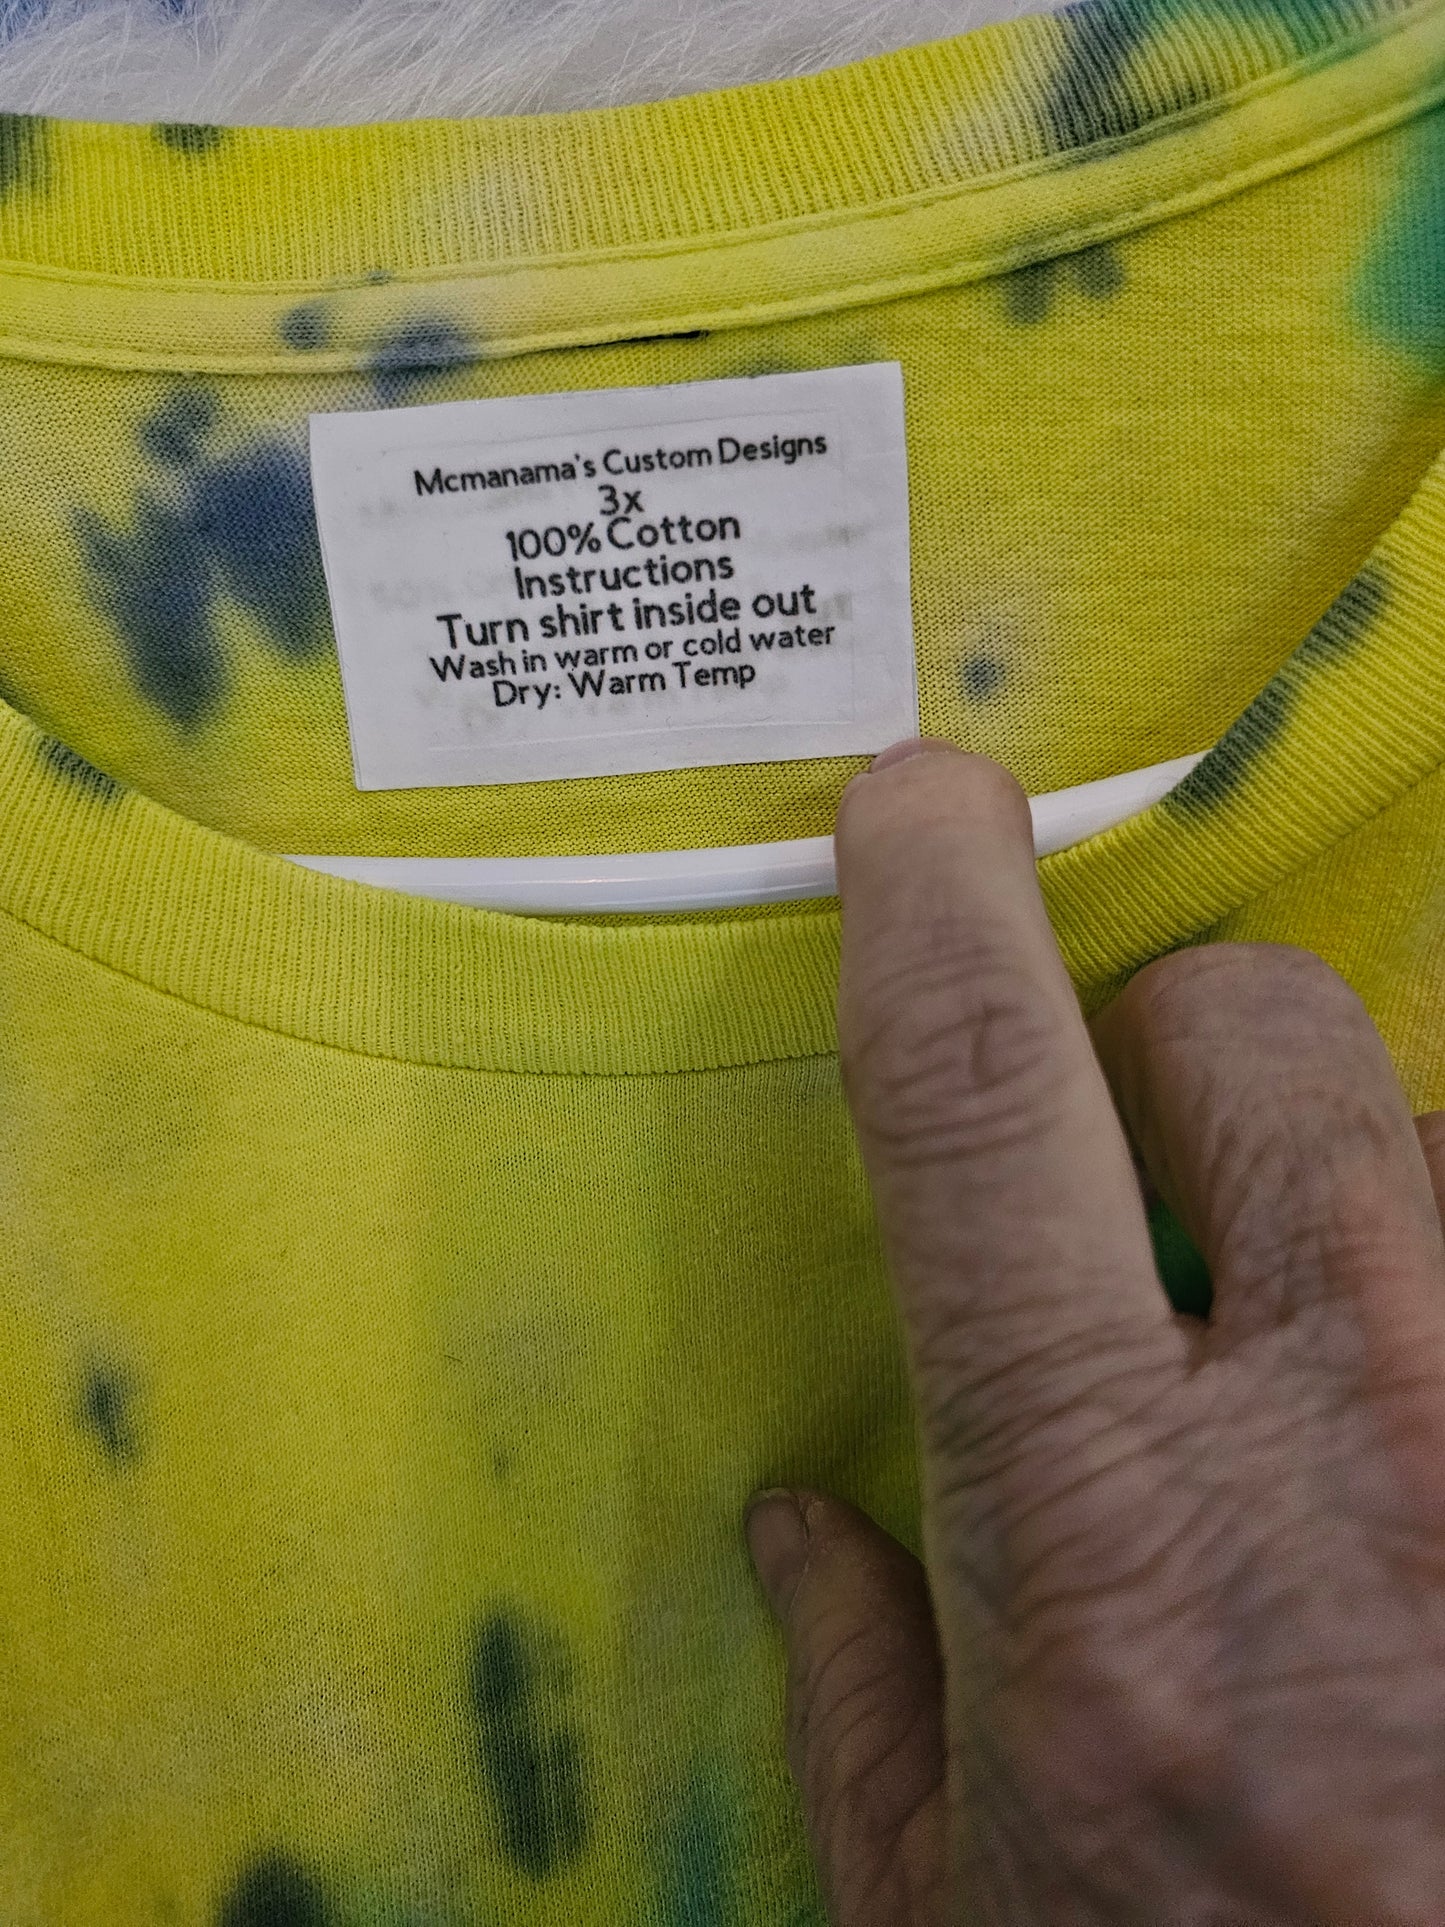 Mcmanama's Custom Designs
3x
100% Cotton
Instructions
Turn shirt inside out
Wash in warm or cold water
Dry: Warm Temp